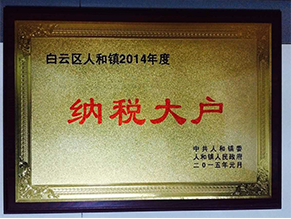 白云区人和镇2014年度
纳税大户
中共人和镇委
人和镇人民政府
二〇一五年元月